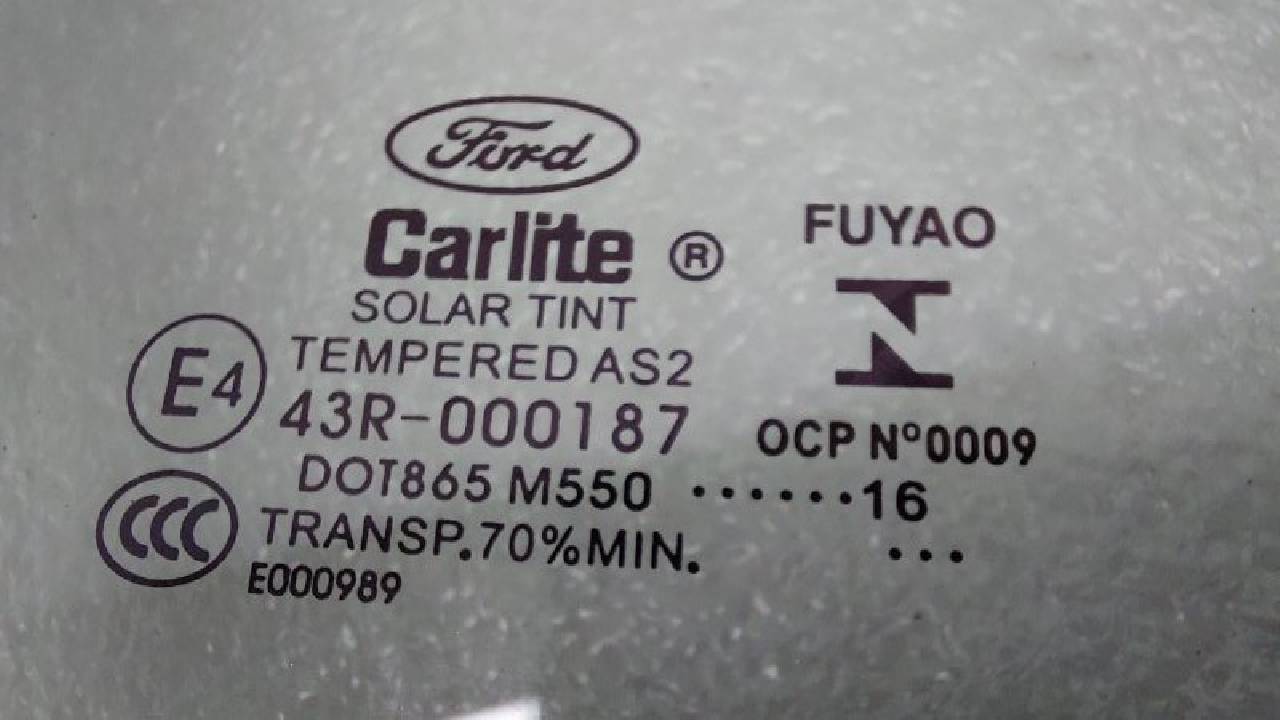 Ford
Carlite ®
SOLAR TINT
TEMPERED AS2
E4
43R-000187
DOT865 M550 ······16
···
CCC
TRANSP.70%MIN.
E000989
FUYAO
OCP Nº0009